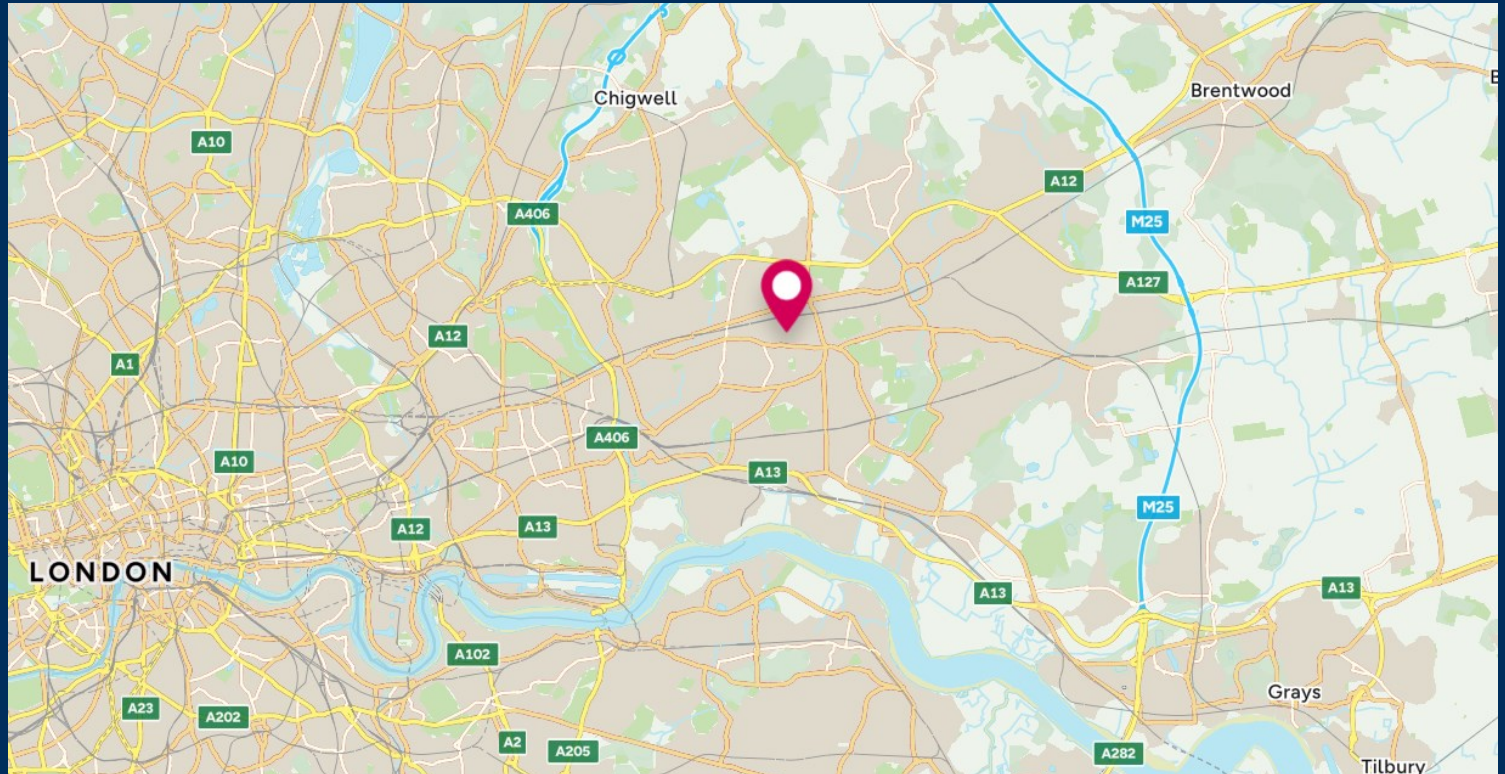 Chigwell
Brentwood
A10
A12
A406
M25
A127
A12
A1
A406
A10
A13
M25
A12
A13
LONDON
A13
A13
A102
Grays
A23
A202
A2
A205
A282
Tilbury